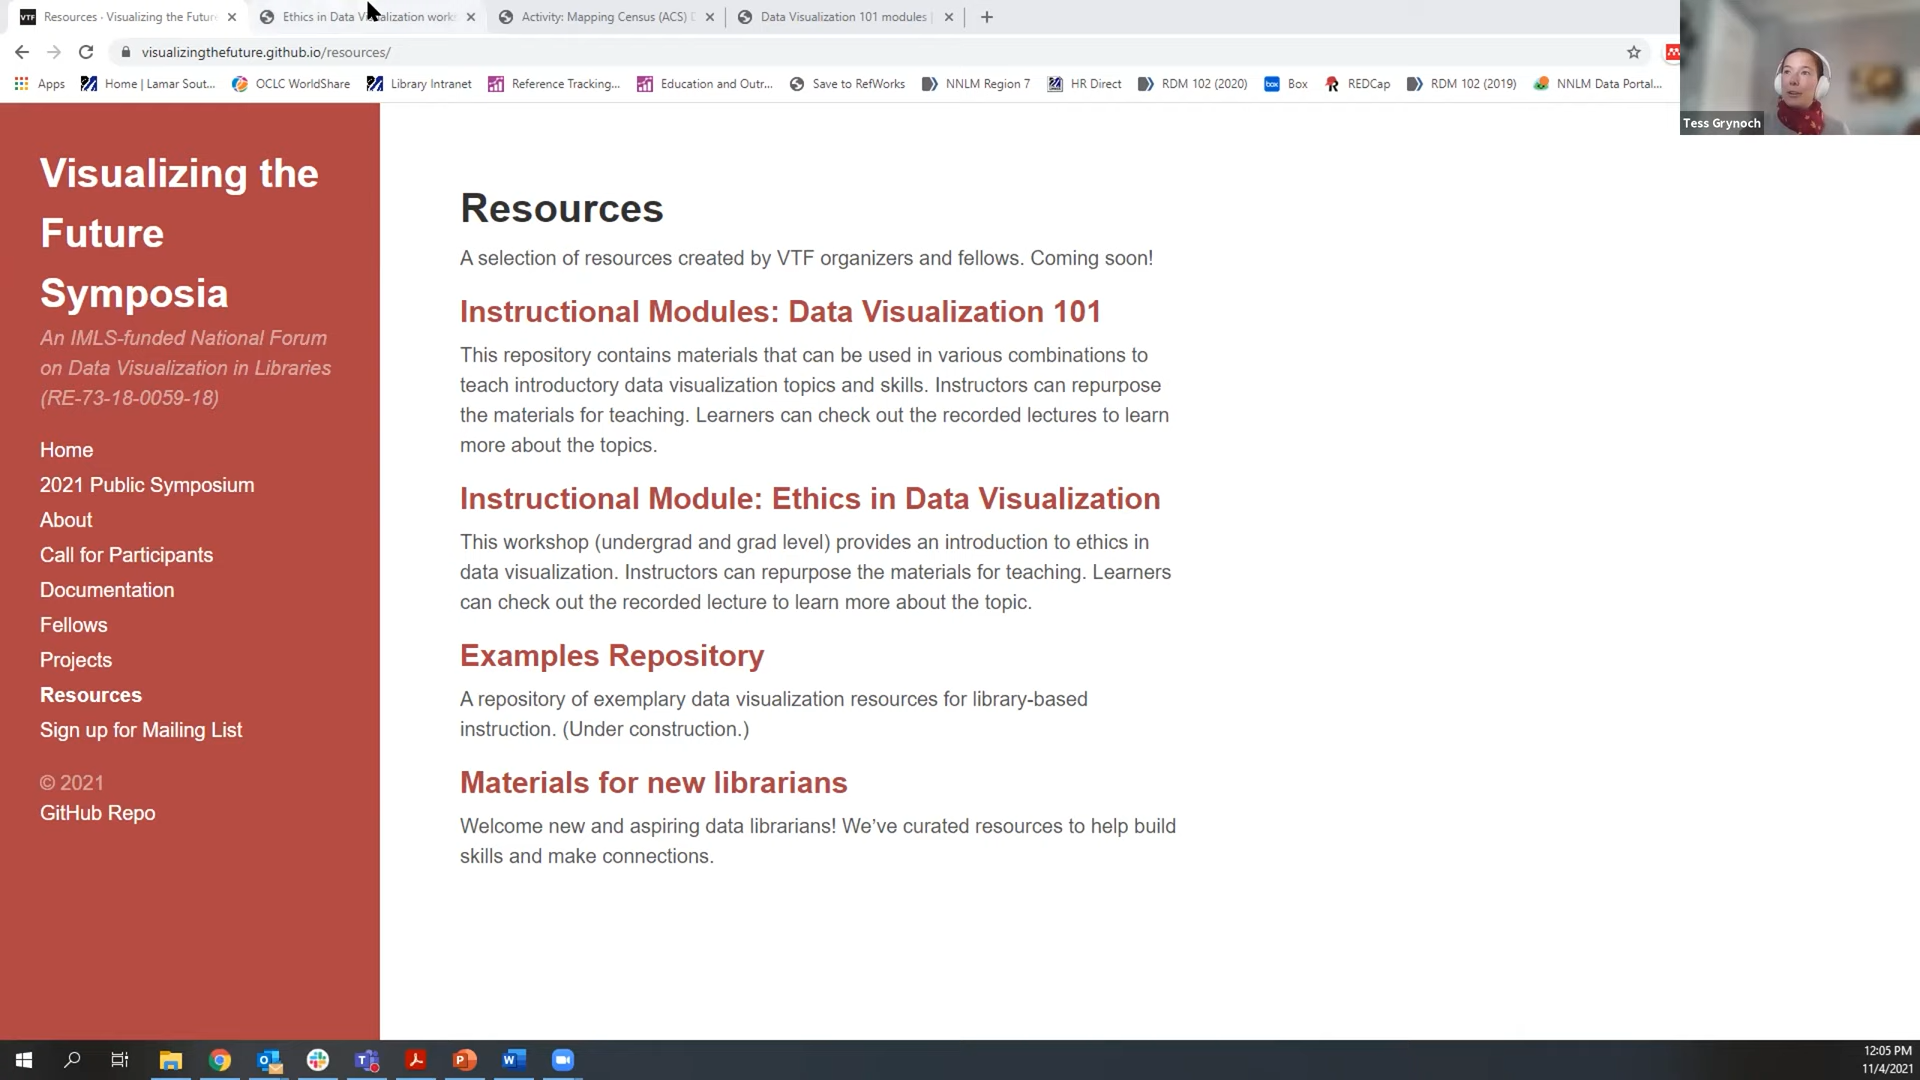 VTF Resources · Visualizing the Future
Ethics in Data Visualization works
Activity: Mapping Census (ACS) D
Data Visualization 101 modules |
visualizingthefuture.github.io/resources/
Apps
Home | Lamar Sout...
OCLC WorldShare
Library Intranet
Reference Tracking...
Education and Outr...
Save to RefWorks
NNLM Region 7
HR Direct
RDM 102 (2020)
Box
REDCap
RDM 102 (2019)
NNLM Data Portal...
Tess Grynoch
Visualizing the
Future
Symposia
An IMLS-funded National Forum
on Data Visualization in Libraries
(RE-73-18-0059-18)
Home
2021 Public Symposium
About
Call for Participants
Documentation
Fellows
Projects
Resources
Sign up for Mailing List
© 2021
GitHub Repo
Resources
A selection of resources created by VTF organizers and fellows. Coming soon!
Instructional Modules: Data Visualization 101
This repository contains materials that can be used in various combinations to
teach introductory data visualization topics and skills. Instructors can repurpose
the materials for teaching. Learners can check out the recorded lectures to learn
more about the topics.
Instructional Module: Ethics in Data Visualization
This workshop (undergrad and grad level) provides an introduction to ethics in
data visualization. Instructors can repurpose the materials for teaching. Learners
can check out the recorded lecture to learn more about the topic.
Examples Repository
A repository of exemplary data visualization resources for library-based
instruction. (Under construction.)
Materials for new librarians
Welcome new and aspiring data librarians! We’ve curated resources to help build
skills and make connections.
12:05 PM
11/4/2021